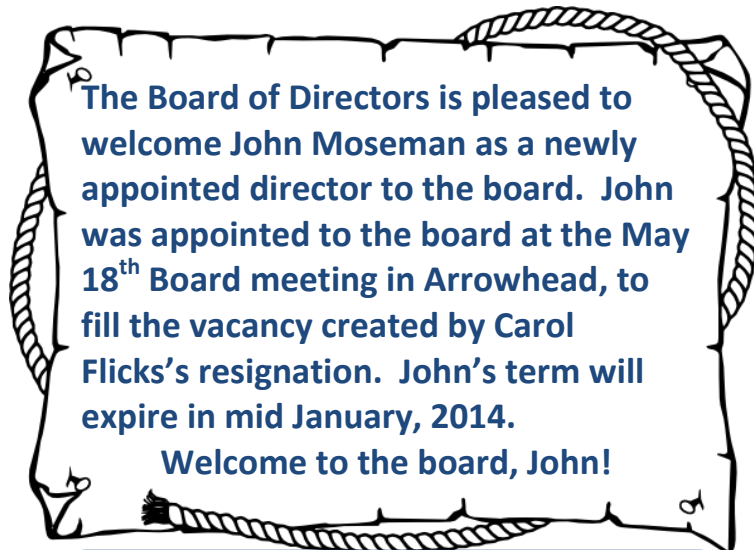 The Board of Directors is pleased to
welcome John Moseman as a newly
appointed director to the board.  John
was appointed to the board at the May
18th Board meeting in Arrowhead, to
fill the vacancy created by Carol
Flicks’s resignation.  John’s term will
expire in mid January, 2014.
Welcome to the board, John!